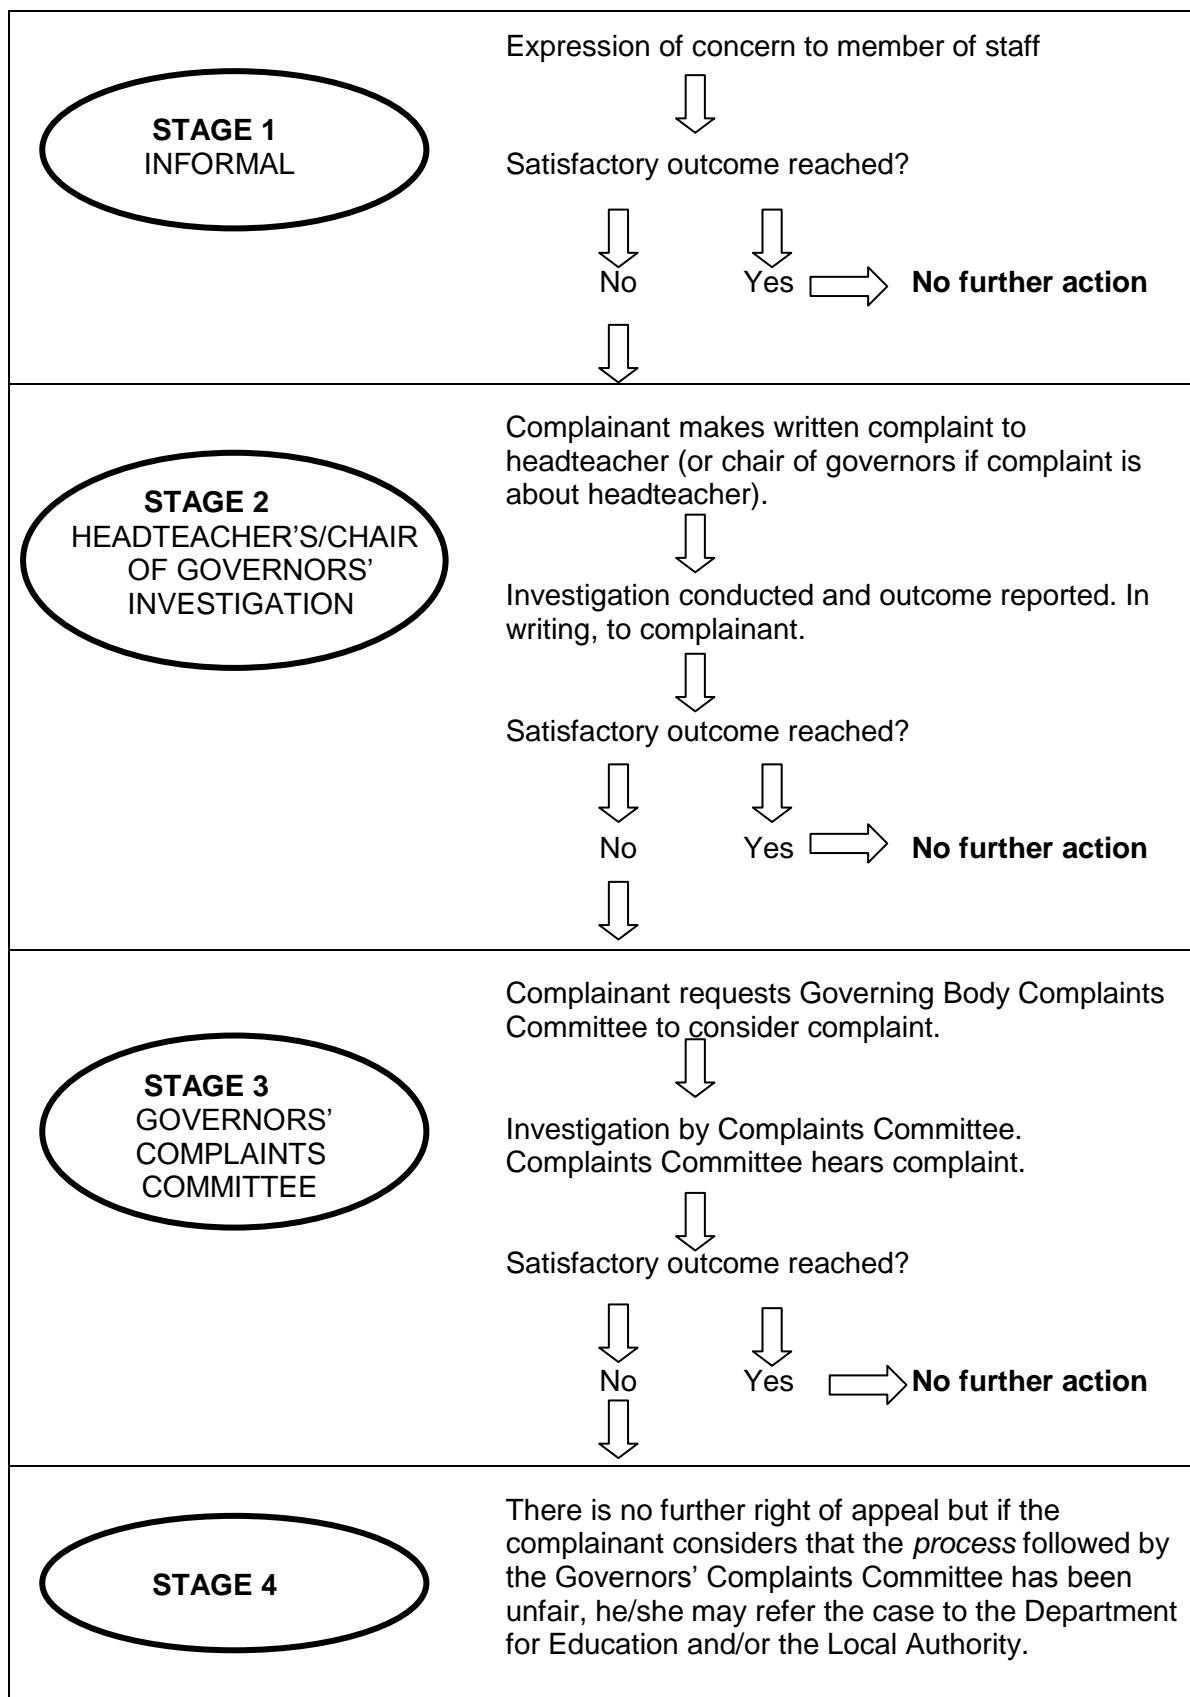 STAGE 1
INFORMAL
Expression of concern to member of staff
Satisfactory outcome reached?
No
Yes
No further action
STAGE 2
HEADTEACHER’S/CHAIR
OF GOVERNORS’
INVESTIGATION
Complainant makes written complaint to
headteacher (or chair of governors if complaint is
about headteacher).
Investigation conducted and outcome reported. In
writing, to complainant.
Satisfactory outcome reached?
No
Yes
No further action
STAGE 3
GOVERNORS’
COMPLAINTS
COMMITTEE
Complainant requests Governing Body Complaints
Committee to consider complaint.
Investigation by Complaints Committee.
Complaints Committee hears complaint.
Satisfactory outcome reached?
No
Yes
No further action
STAGE 4
There is no further right of appeal but if the
complainant considers that the process followed by
the Governors’ Complaints Committee has been
unfair, he/she may refer the case to the Department
for Education and/or the Local Authority.